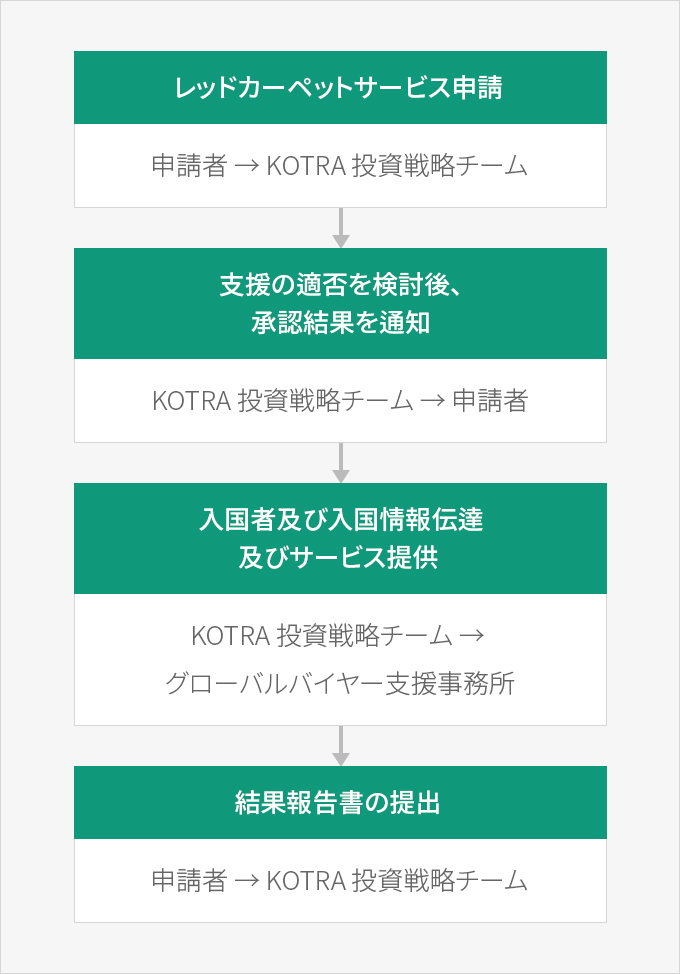 レッドカーペットサービス申請
申請者 → KOTRA 投資戦略チーム
支援の適否を検討後、
承認結果を通知
KOTRA 投資戦略チーム → 申請者
入国者及び入国情報伝達
及びサービス提供
KOTRA 投資戦略チーム →
グローバルバイヤー支援事務所
結果報告書の提出
申請者 → KOTRA 投資戦略チーム